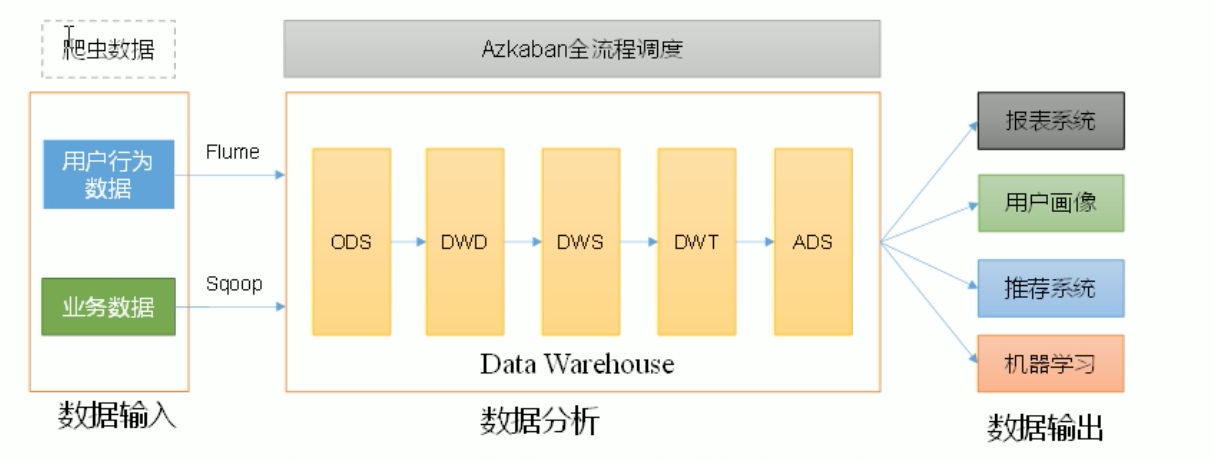 爬虫数据
Azkaban全流程调度
用户行为
数据
业务数据
数据输入
Flume
Sqoop
ODS
DWD
DWS
DWT
ADS
Data Warehouse
数据分析
报表系统
用户画像
推荐系统
机器学习
数据输出